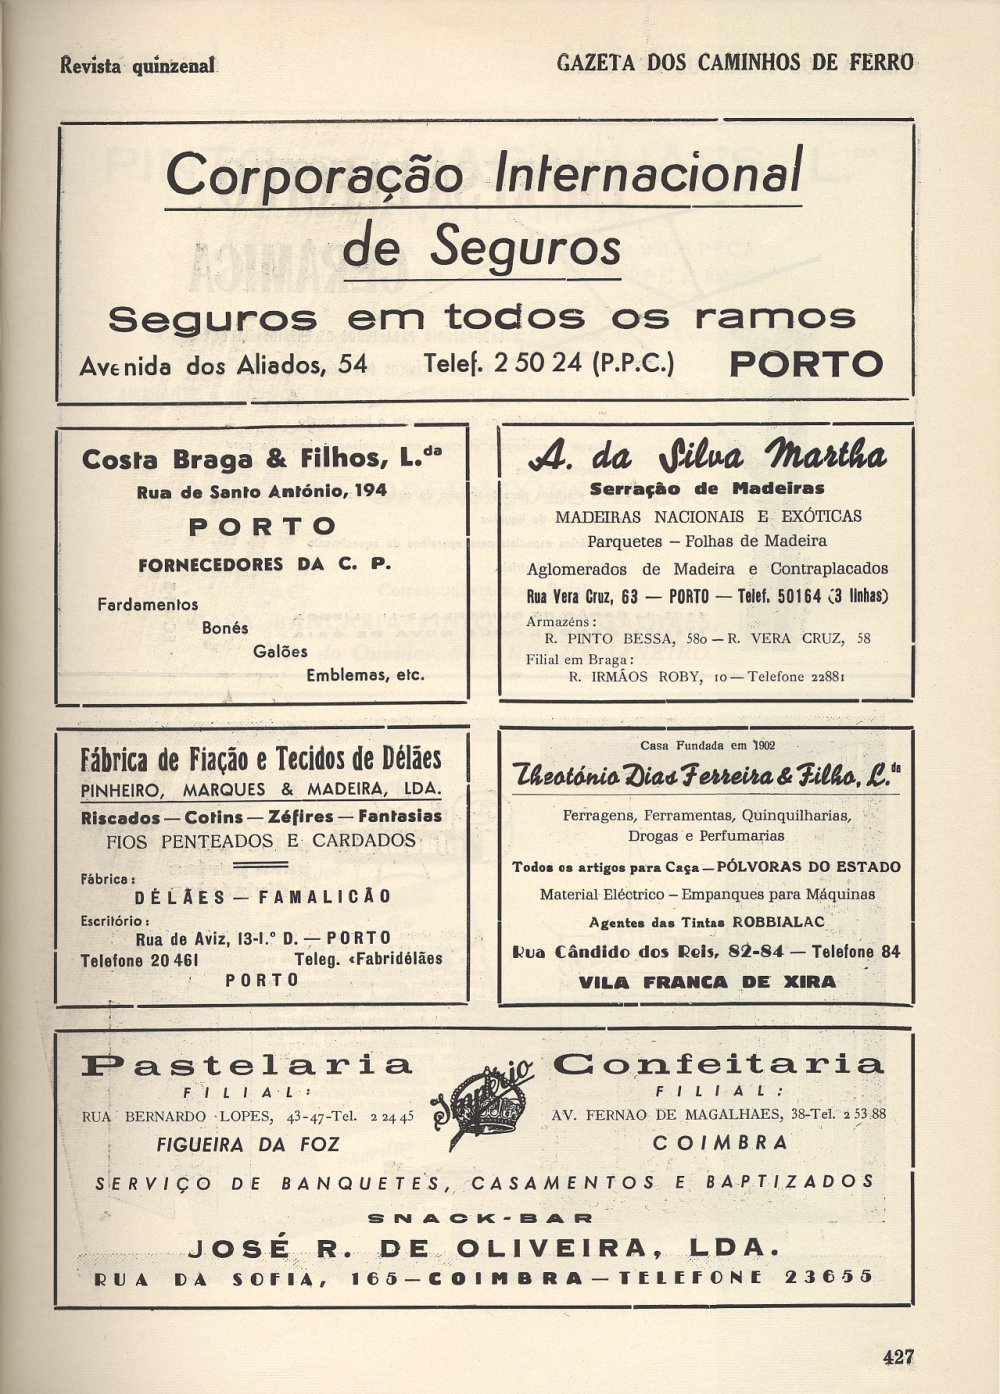 Revista quinzenal
GAZETA DOS CAMINHOS DE FERRO
Corporação Internacional
de Seguros
Seguros em todos os ramos
Avenida dos Aliados, 54 Telef. 2 50 24 (P.P.C.) PORTO
Costa Braga & Filhos, L.da
Rua de Santo António, 194
PORTO
FORNECEDORES DA C. P.
Fardamentos
Bonés
Galões
Emblemas, etc.
A. da Silva Martha
Serração de Madeiras
MADEIRAS NACIONAIS E EXÓTICAS
Parquetes — Folhas de Madeira
Aglomerados de Madeira e Contraplacados
Rua Vera Cruz, 63 — PORTO — Telef. 50164 (3 linhas)
Armazéns:
R. PINTO BESSA, 580 — R. VERA CRUZ, 58
Filial em Braga:
R. IRMÃOS ROBY, 10 — Telefone 22881
Fábrica de Fiação e Tecidos de Délães
PINHEIRO, MARQUES & MADEIRA, LDA.
Riscados — Cotins — Zéfires — Fantasias
FIOS PENTEADOS E CARDADOS
Fábrica:
DÉLÃES — FAMALICÃO
Escritório:
Rua de Aviz, 13-1.º D. — PORTO
Telefone 20 461 Teleg. «Fabridélães
PORTO
Casa Fundada em 1902
Theotónio Dias Ferreira & Filho, L.da
Ferragens, Ferramentas, Quinquilharias,
Drogas e Perfumarias
Todos os artigos para Caça — PÓLVORAS DO ESTADO
Material Eléctrico — Empanques para Máquinas
Agentes das Tintas ROBBIALAC
Rua Cândido dos Reis, 82-84 — Telefone 84
VILA FRANCA DE XIRA
Pastelaria
FILIAL:
RUA BERNARDO LOPES, 43-47-Tel. 2 24 45
FIGUEIRA DA FOZ
Império
Confeitaria
FILIAL:
AV. FERNAO DE MAGALHAES, 38-Tel. 2 53 88
COIMBRA
SERVIÇO DE BANQUETES, CASAMENTOS E BAPTIZADOS
SNACK-BAR
JOSÉ R. DE OLIVEIRA, LDA.
RUA DA SOFIA, 165 — COIMBRA — TELEFONE 23655
427